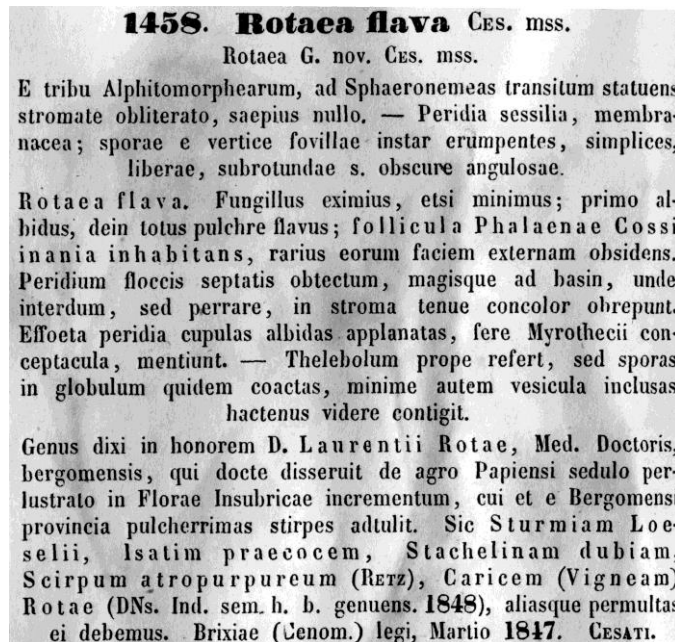 1458. Rotaea flava CES. mss.
Rotaea G. nov. CES. mss.
E tribu Alphitomorphearum, ad Sphaeronemeas transitum statuens
stromate obliterato, saepius nullo. — Peridia sessilia, membra-
nacea; sporae e vertice fovillae instar erumpentes, simplices,
liberae, subrotundae s. obscure angulosae.
Rotaea flava. Fungillus eximius, etsi minimus; primo al-
bidus, dein totus pulchre flavus; follicula Phalaenae Cossi
inania inhabitans, rarius eorum faciem externam obsidens.
Peridium floccis septatis obtectum, magisque ad basin, unde
interdum, sed perrare, in stroma tenue concolor obrepunt.
Effoeta peridia cupulas albidas applanatas, fere Myrothecii con-
ceptacula, mentiunt. — Thelebolum prope refert, sed sporas
in globulum quidem coactas, minime autem vesicula inclusas
hactenus videre contigit.
Genus dixi in honorem D. Laurentii Rotae, Med. Doctoris,
bergomensis, qui docte disseruit de agro Papiensi sedulo per-
lustrato in Florae Insubricae incrementum, cui et e Bergomensi
provincia pulcherrimas stirpes adtulit. Sic Sturmiam Loe-
selii, Isatim praecocem, Stachelinam dubiam,
Scirpum atropurpureum (RETZ), Caricem (Vigneam)
Rotae (DNs. Ind. sem. h. b. genuens. 1848), aliasque permultas
ei debemus. Brixiae (Cenom.) legi, Martio 1847. CESATI.